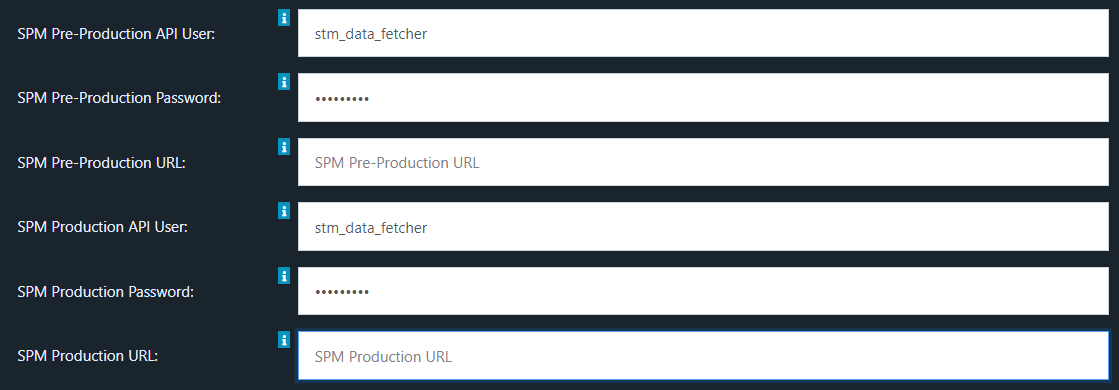 SPM Pre-Production API User:
i
stm_data_fetcher
SPM Pre-Production Password:
i
•••••••••
SPM Pre-Production URL:
i
SPM Pre-Production URL
SPM Production API User:
i
stm_data_fetcher
SPM Production Password:
i
•••••••••
SPM Production URL:
i
SPM Production URL